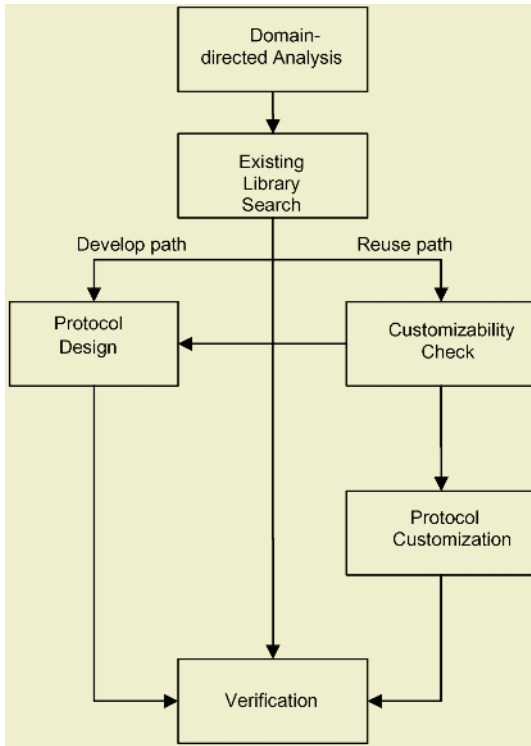 Domain-
directed Analysis
Existing
Library
Search
Develop path
Reuse path
Protocol
Design
Customizability
Check
Protocol
Customization
Verification